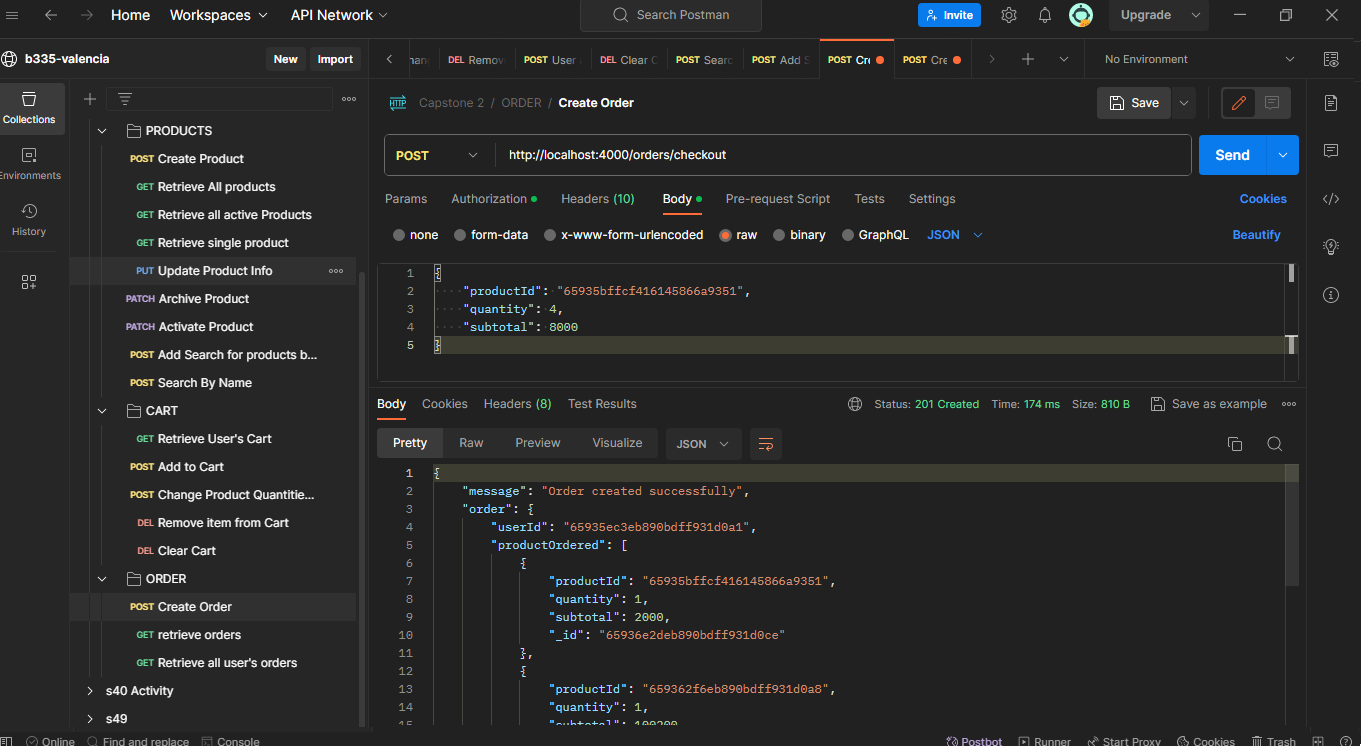 Home Workspaces API Network Search Postman Invite Upgrade
b335-valencia New Import DEL Remov POST User DEL Clear C POST Searc POST Add S POST Cre POST Cre No Environment
Collections
Environments
History
HTTP Capstone 2 / ORDER / Create Order Save
PRODUCTS
POST Create Product
GET Retrieve All products
GET Retrieve all active Products
GET Retrieve single product
PUT Update Product Info
PATCH Archive Product
PATCH Activate Product
POST Add Search for products b...
POST Search By Name
CART
GET Retrieve User's Cart
POST Add to Cart
POST Change Product Quantitie...
DEL Remove item from Cart
DEL Clear Cart
ORDER
POST Create Order
GET retrieve orders
GET Retrieve all user's orders
s40 Activity
s49
POST http://localhost:4000/orders/checkout Send
Params Authorization Headers (10) Body Pre-request Script Tests Settings Cookies
none form-data x-www-form-urlencoded raw binary GraphQL JSON Beautify
1 {
2 "productId": "65935bffcf416145866a9351",
3 "quantity": 4,
4 "subtotal": 8000
5 }
Body Cookies Headers (8) Test Results Status: 201 Created Time: 174 ms Size: 810 B Save as example
Pretty Raw Preview Visualize JSON
1 {
2 "message": "Order created successfully",
3 "order": {
4 "userId": "65935ec3eb890bdff931d0a1",
5 "productOrdered": [
6 {
7 "productId": "65935bffcf416145866a9351",
8 "quantity": 1,
9 "subtotal": 2000,
10 "_id": "65936e2deb890bdff931d0ce"
11 },
12 {
13 "productId": "659362f6eb890bdff931d0a8",
14 "quantity": 1,
15 "subtotal": 100200
Online Find and replace Console Postbot Runner Start Proxy Cookies Trash